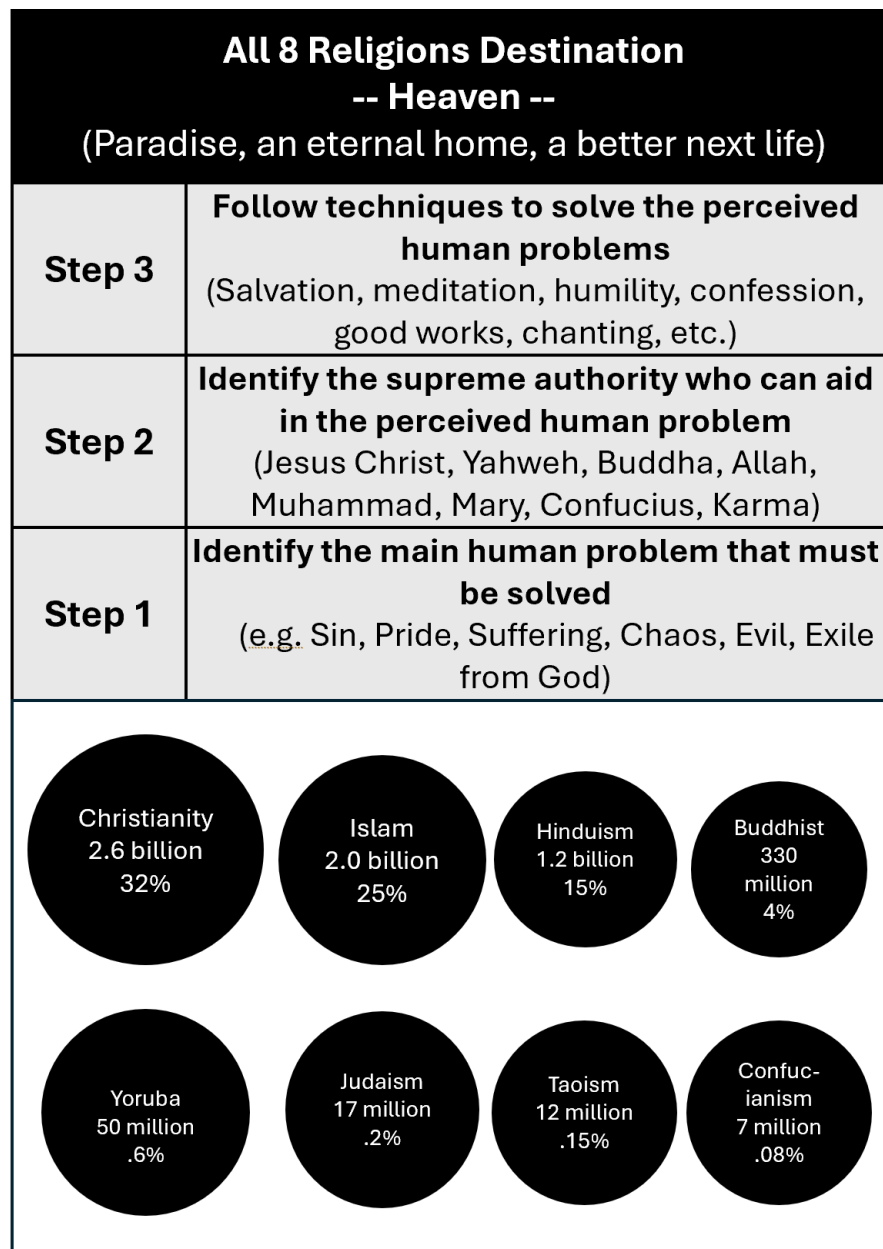 All 8 Religions Destination
-- Heaven --
(Paradise, an eternal home, a better next life)
Step 3
Follow techniques to solve the perceived
human problems
(Salvation, meditation, humility, confession,
good works, chanting, etc.)
Step 2
Identify the supreme authority who can aid
in the perceived human problem
(Jesus Christ, Yahweh, Buddha, Allah,
Muhammad, Mary, Confucius, Karma)
Step 1
Identify the main human problem that must
be solved
(e.g. Sin, Pride, Suffering, Chaos, Evil, Exile
from God)
Christianity
2.6 billion
32%
Islam
2.0 billion
25%
Hinduism
1.2 billion
15%
Buddhist
330
million
4%
Yoruba
50 million
.6%
Judaism
17 million
.2%
Taoism
12 million
.15%
Confuc-
ianism
7 million
.08%